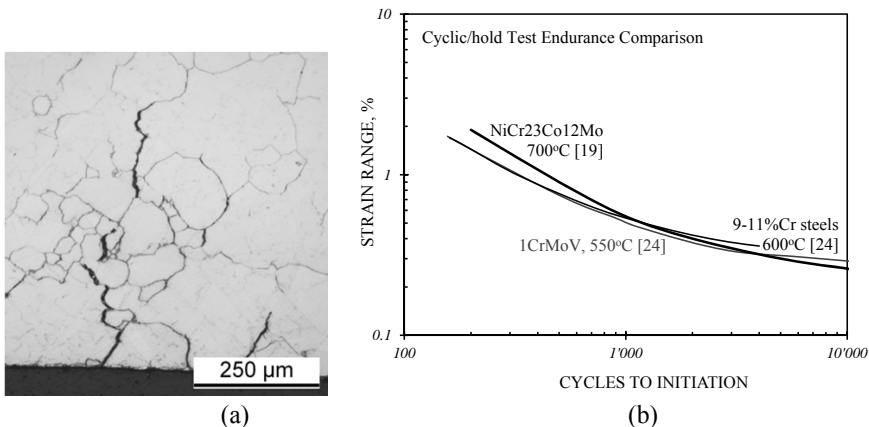 250 µm
(a)
10
Cyclic/hold Test Endurance Comparison
NiCr23Co12Mo
700°C [19]
1
STRAIN RANGE, %
9-11%Cr steels
600°C [24]
1CrMoV, 550°C [24]
0.1
100
1'000
10'000
CYCLES TO INITIATION
(b)